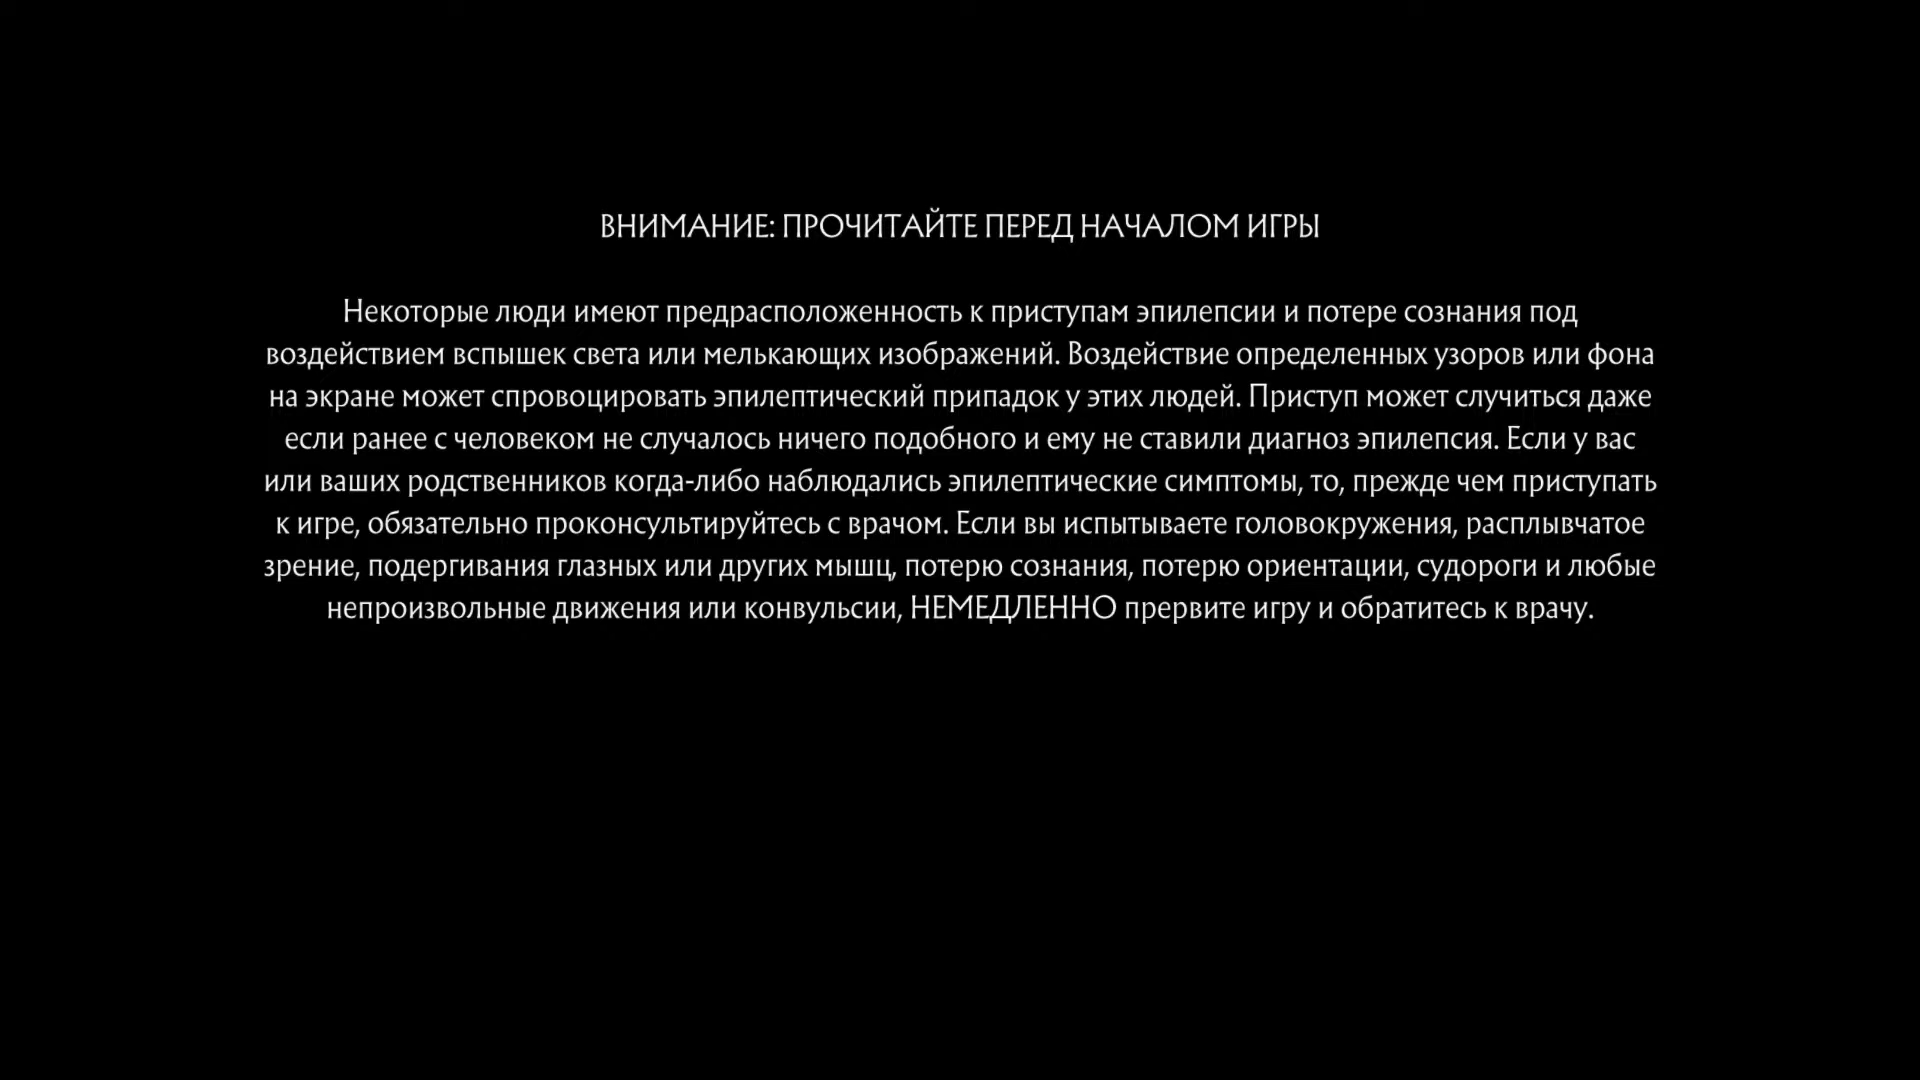 ВНИМАНИЕ: ПРОЧИТАЙТЕ ПЕРЕД НАЧАЛОМ ИГРЫ
Некоторые люди имеют предрасположенность к приступам эпилепсии и потере сознания под
воздействием вспышек света или мелькающих изображений. Воздействие определенных узоров или фона
на экране может спровоцировать эпилептический припадок у этих людей. Приступ может случиться даже
если ранее с человеком не случалось ничего подобного и ему не ставили диагноз эпилепсия. Если у вас
или ваших родственников когда-либо наблюдались эпилептические симптомы, то, прежде чем приступать
к игре, обязательно проконсультируйтесь с врачом. Если вы испытываете головокружения, расплывчатое
зрение, подергивания глазных или других мышц, потерю сознания, потерю ориентации, судороги и любые
непроизвольные движения или конвульсии, НЕМЕДЛЕННО прервите игру и обратитесь к врачу.